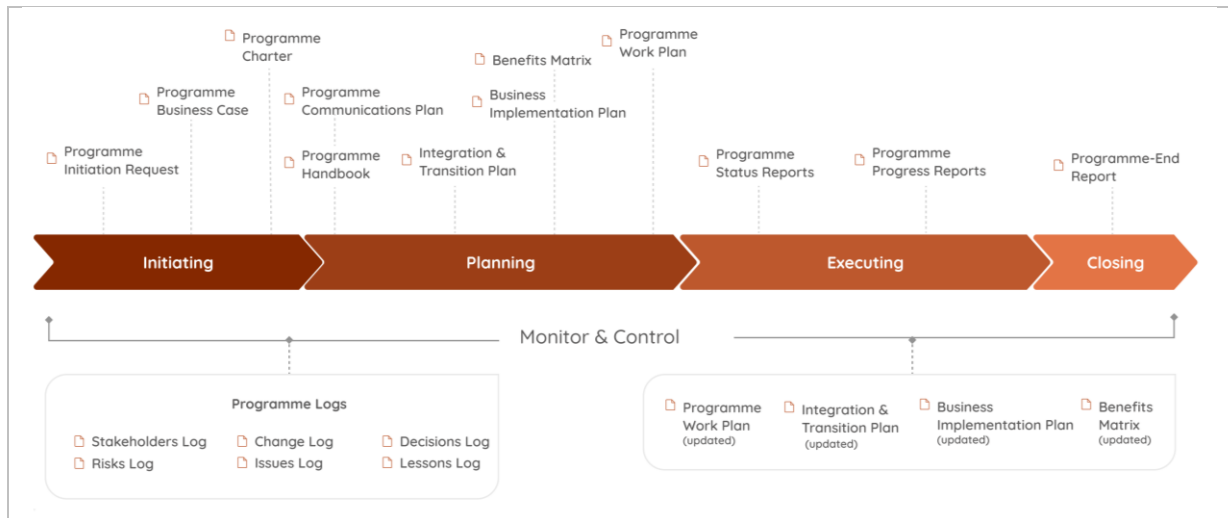 Programme
Charter
Programme
Work Plan
Benefits Matrix
Programme
Business Case
Programme
Communications Plan
Business
Implementation Plan
Programme
Initiation Request
Programme
Handbook
Integration &
Transition Plan
Programme
Status Reports
Programme
Progress Reports
Programme-End
Report
Initiating
Planning
Executing
Closing
Monitor & Control
Programme Logs
Stakeholders Log
Change Log
Decisions Log
Risks Log
Issues Log
Lessons Log
Programme
Work Plan
(updated)
Integration &
Transition Plan
(updated)
Business
Implementation Plan
(updated)
Benefits
Matrix
(updated)